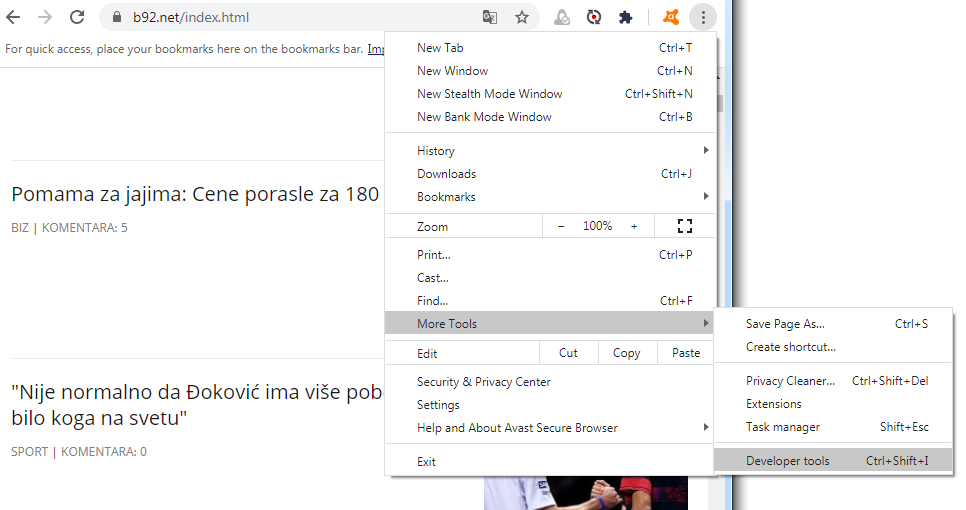 b92.net/index.html
For quick access, place your bookmarks here on the bookmarks bar.
New Tab Ctrl+T
New Window Ctrl+N
New Stealth Mode Window Ctrl+Shift+N
New Bank Mode Window Ctrl+B
History
Downloads Ctrl+J
Bookmarks
Zoom − 100% +
Print... Ctrl+P
Cast...
Find... Ctrl+F
More Tools
Edit Cut Copy Paste
Security & Privacy Center
Settings
Help and About Avast Secure Browser
Exit
Save Page As... Ctrl+S
Create shortcut...
Privacy Cleaner... Ctrl+Shift+Del
Extensions
Task manager Shift+Esc
Developer tools Ctrl+Shift+I
Pomama za jajima: Cene porasle za 180
BIZ | KOMENTARA: 5
"Nije normalno da Đoković ima više
bilo koga na svetu"
SPORT | KOMENTARA: 0